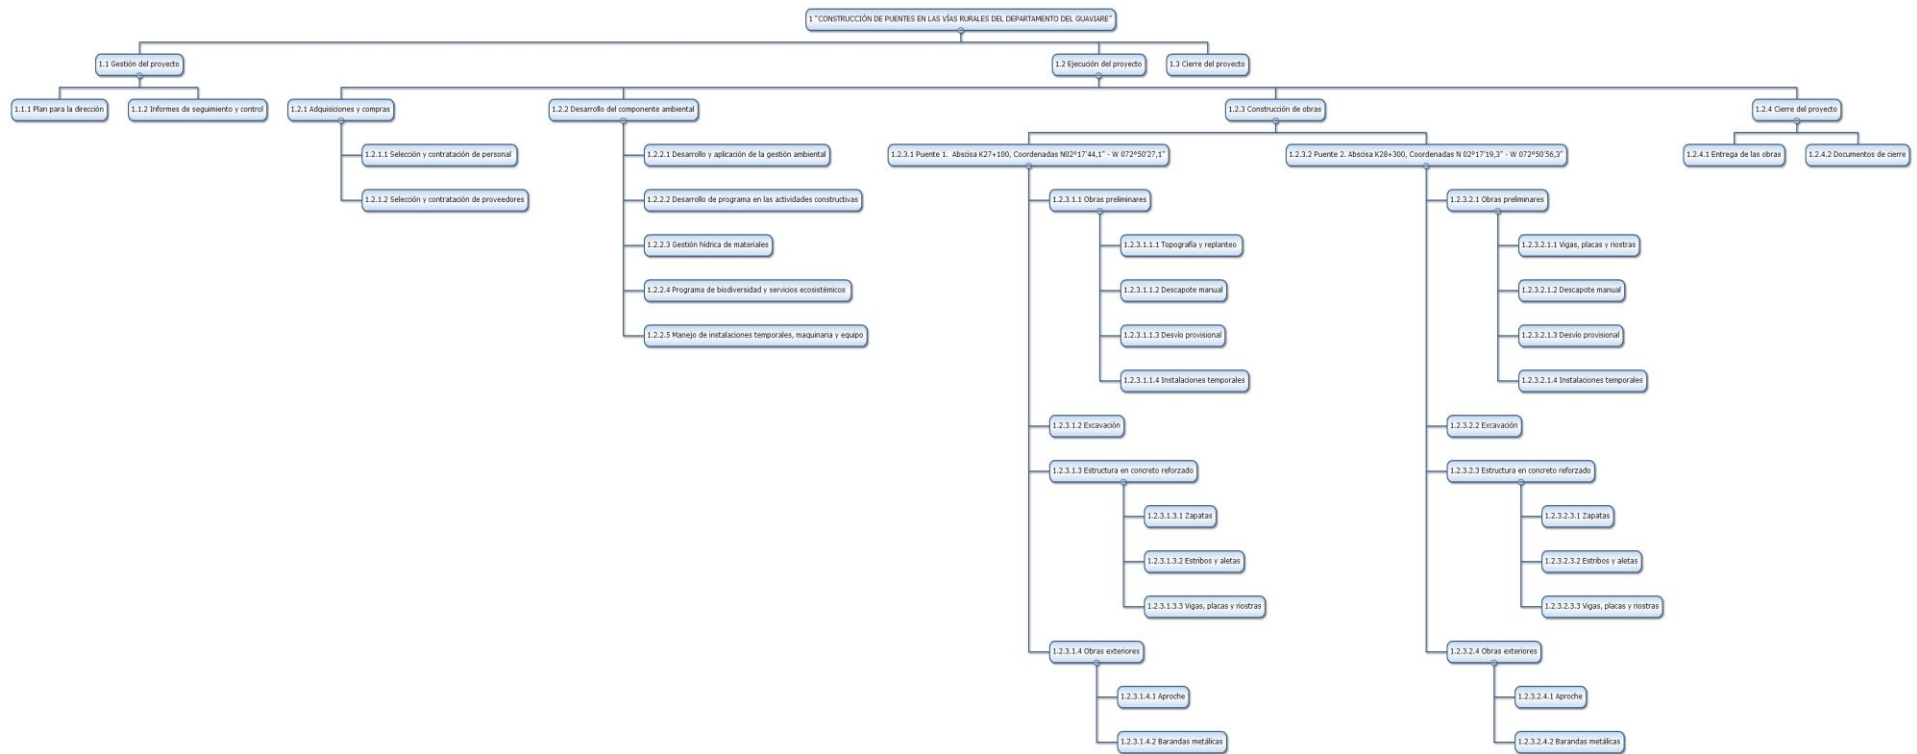 1 "CONSTRUCCIÓN DE PUENTES EN LAS VÍAS RURALES DEL DEPARTAMENTO DEL GUAVIARE"
1.1 Gestión del proyecto
1.2 Ejecución del proyecto
1.3 Cierre del proyecto
1.1.1 Plan para la dirección
1.1.2 Informes de seguimiento y control
1.2.1 Adquisiciones y compras
1.2.2 Desarrollo del componente ambiental
1.2.3 Construcción de obras
1.2.4 Cierre del proyecto
1.2.1.1 Selección y contratación de personal
1.2.1.2 Selección y contratación de proveedores
1.2.2.1 Desarrollo y aplicación de la gestión ambiental
1.2.2.2 Desarrollo de programa en las actividades constructivas
1.2.2.3 Gestión hídrica de materiales
1.2.2.4 Programa de biodiversidad y servicios ecosistémicos
1.2.2.5 Manejo de instalaciones temporales, maquinaria y equipo
1.2.3.1 Puente 1. Abscisa K27+100, Coordenadas N02º17'44,1" - W 072º50'27,1"
1.2.3.1.1 Obras preliminares
1.2.3.1.1.1 Topografía y replanteo
1.2.3.1.1.2 Descapote manual
1.2.3.1.1.3 Desvío provisional
1.2.3.1.1.4 Instalaciones temporales
1.2.3.1.2 Excavación
1.2.3.1.3 Estructura en concreto reforzado
1.2.3.1.3.1 Zapatas
1.2.3.1.3.2 Estribos y aletas
1.2.3.1.3.3 Vigas, placas y riostras
1.2.3.1.4 Obras exteriores
1.2.3.1.4.1 Aproche
1.2.3.1.4.2 Barandas metálicas
1.2.3.2 Puente 2. Abscisa K28+300, Coordenadas N 02º17'19,3" - W 072º50'56,3"
1.2.3.2.1 Obras preliminares
1.2.3.2.1.1 Vigas, placas y riostras
1.2.3.2.1.2 Descapote manual
1.2.3.2.1.3 Desvío provisional
1.2.3.2.1.4 Instalaciones temporales
1.2.3.2.2 Excavación
1.2.3.2.3 Estructura en concreto reforzado
1.2.3.2.3.1 Zapatas
1.2.3.2.3.2 Estribos y aletas
1.2.3.2.3.3 Vigas, placas y riostras
1.2.3.2.4 Obras exteriores
1.2.3.2.4.1 Aproche
1.2.3.2.4.2 Barandas metálicas
1.2.4.1 Entrega de las obras
1.2.4.2 Documentos de cierre